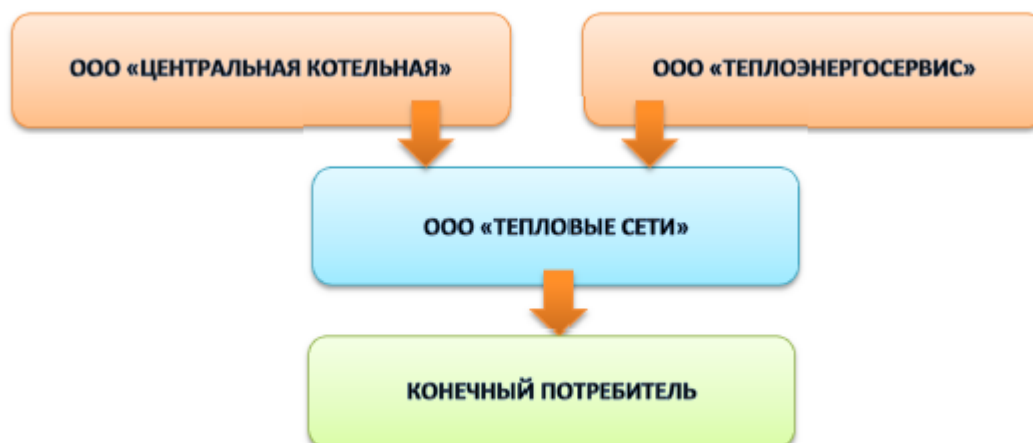 ООО «ЦЕНТРАЛЬНАЯ КОТЕЛЬНАЯ»
ООО «ТЕПЛОЭНЕРГОСЕРВИС»
ООО «ТЕПЛОВЫЕ СЕТИ»
КОНЕЧНЫЙ ПОТРЕБИТЕЛЬ